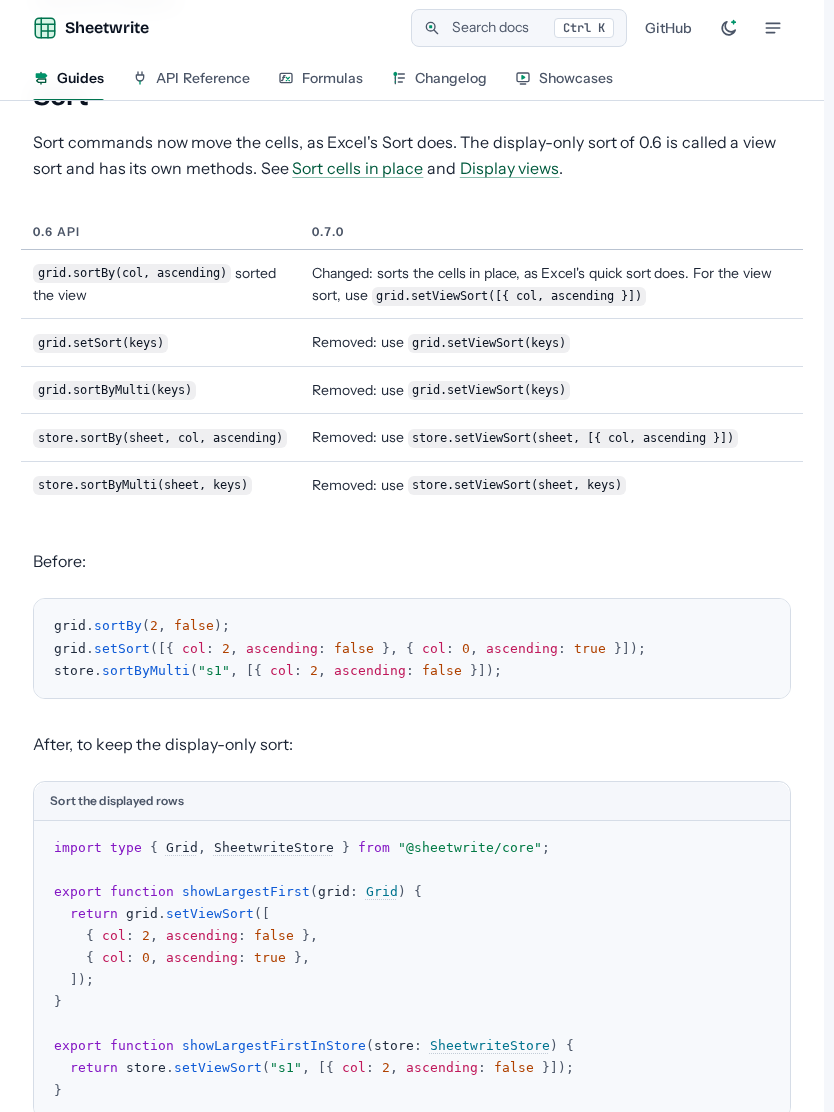 Sheetwrite
Search docs
Ctrl K
GitHub
Guides
API Reference
Formulas
Changelog
Showcases
Sort
Sort commands now move the cells, as Excel's Sort does. The display-only sort of 0.6 is called a view
sort and has its own methods. See Sort cells in place and Display views.
0.6 API
0.7.0
grid.sortBy(col, ascending) sorted
the view
Changed: sorts the cells in place, as Excel's quick sort does. For the view
sort, use grid.setViewSort([{ col, ascending }])
grid.setSort(keys)
Removed: use grid.setViewSort(keys)
grid.sortByMulti(keys)
Removed: use grid.setViewSort(keys)
store.sortBy(sheet, col, ascending)
Removed: use store.setViewSort(sheet, [{ col, ascending }])
store.sortByMulti(sheet, keys)
Removed: use store.setViewSort(sheet, keys)
Before:
grid.sortBy(2, false);
grid.setSort([{ col: 2, ascending: false }, { col: 0, ascending: true }]);
store.sortByMulti("s1", [{ col: 2, ascending: false }]);
After, to keep the display-only sort:
Sort the displayed rows
import type { Grid, SheetwriteStore } from "@sheetwrite/core";
export function showLargestFirst(grid: Grid) {
  return grid.setViewSort([
    { col: 2, ascending: false },
    { col: 0, ascending: true },
  ]);
}
export function showLargestFirstInStore(store: SheetwriteStore) {
  return store.setViewSort("s1", [{ col: 2, ascending: false }]);
}